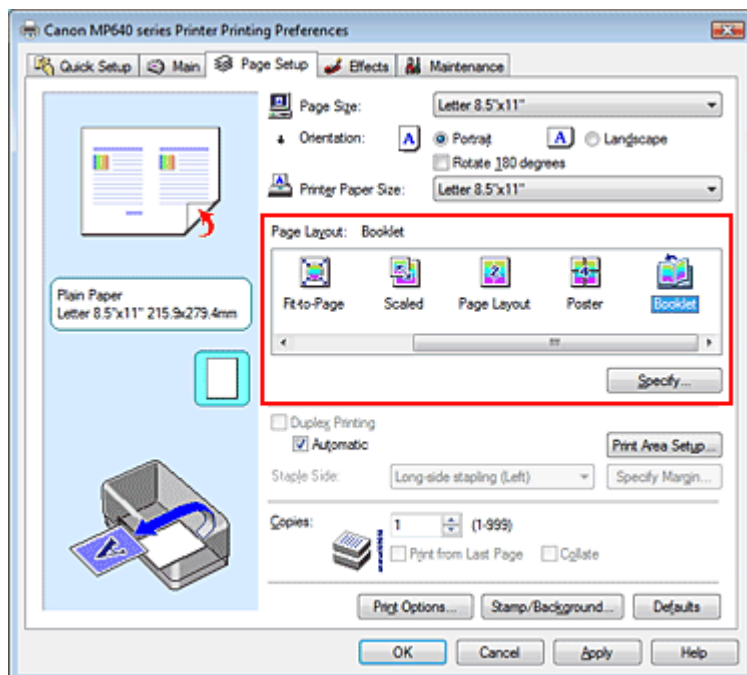 Canon MP640 series Printer Printing Preferences
Quick Setup Main Page Setup Effects Maintenance
Page Size: Letter 8.5"x11"
Orientation: A Portrait A Landscape
Rotate 180 degrees
Printer Paper Size: Letter 8.5"x11"
Page Layout: Booklet
Fit-to-Page Scaled Page Layout Poster Booklet
Specify...
Plain Paper
Letter 8.5"x11" 215.9x279.4mm
Duplex Printing
Automatic
Print Area Setup...
Staple Side: Long-side stapling (Left) Specify Margin...
Copies: 1 (1-999)
Print from Last Page Collate
Print Options... Stamp/Background... Defaults
OK Cancel Apply Help